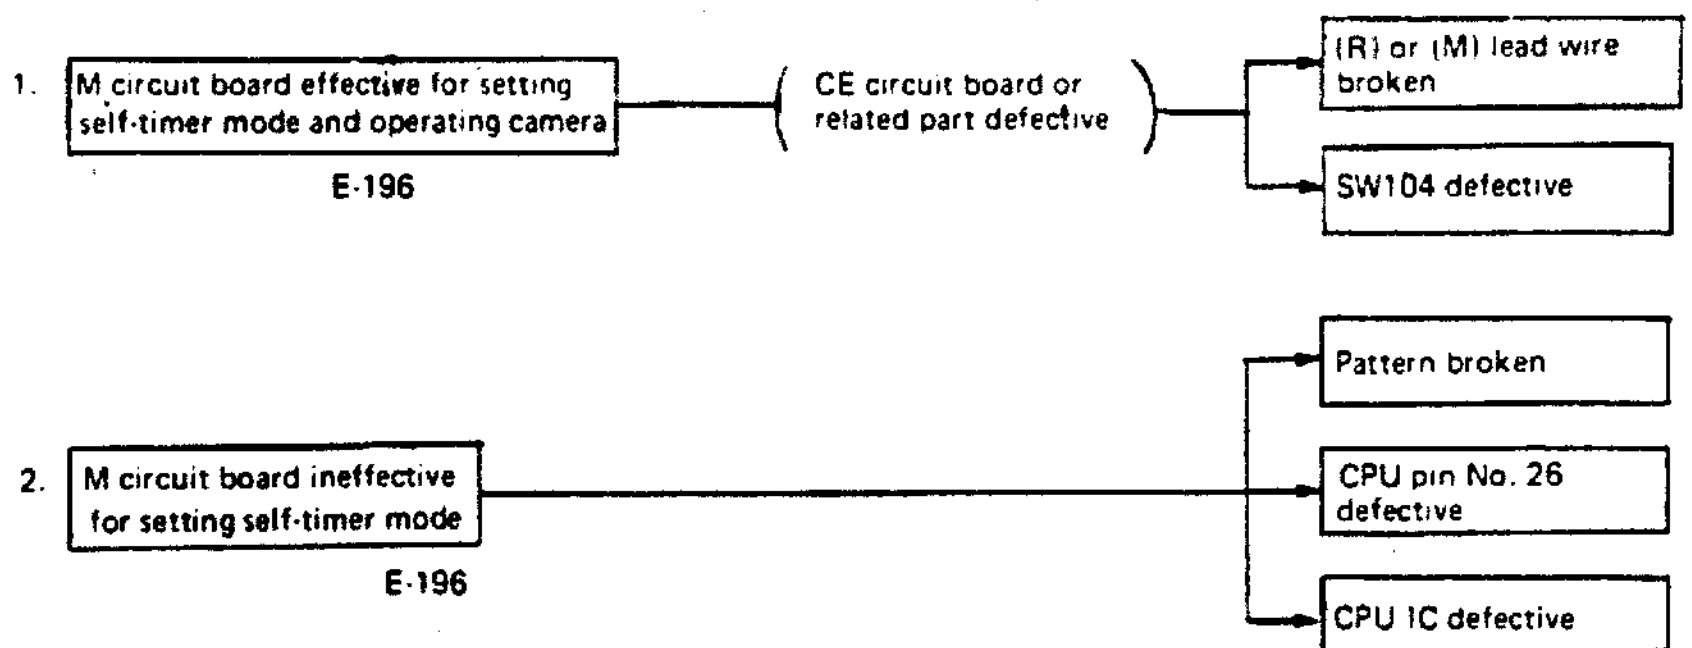 1.
M circuit board effective for setting
self-timer mode and operating camera
E-196
CE circuit board or
related part defective
(R) or (M) lead wire
broken
SW104 defective
2.
M circuit board ineffective
for setting self-timer mode
E-196
Pattern broken
CPU pin No. 26
defective
CPU IC defective